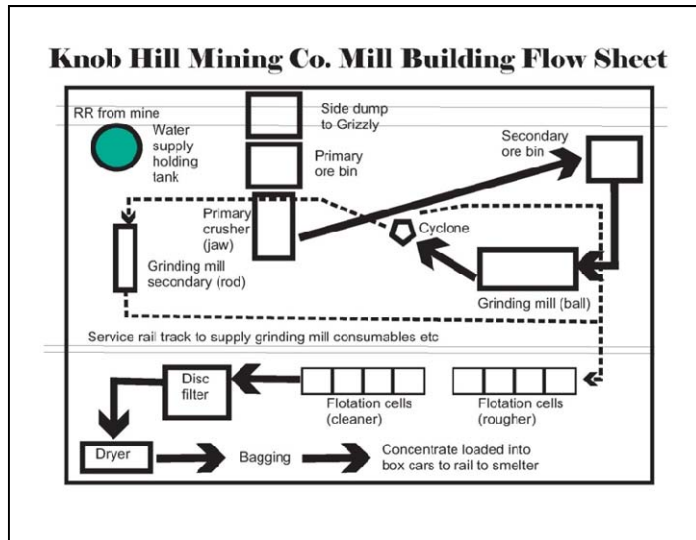 Knob Hill Mining Co. Mill Building Flow Sheet
RR from mine
Water
supply
holding
tank
Side dump
to Grizzly
Primary
ore bin
Secondary
ore bin
Primary
crusher
(jaw)
Cyclone
Grinding mill
secondary (rod)
Grinding mill (ball)
Service rail track to supply grinding mill consumables etc
Disc
filter
Flotation cells
(cleaner)
Flotation cells
(rougher)
Dryer
Bagging
Concentrate loaded into
box cars to rail to smelter